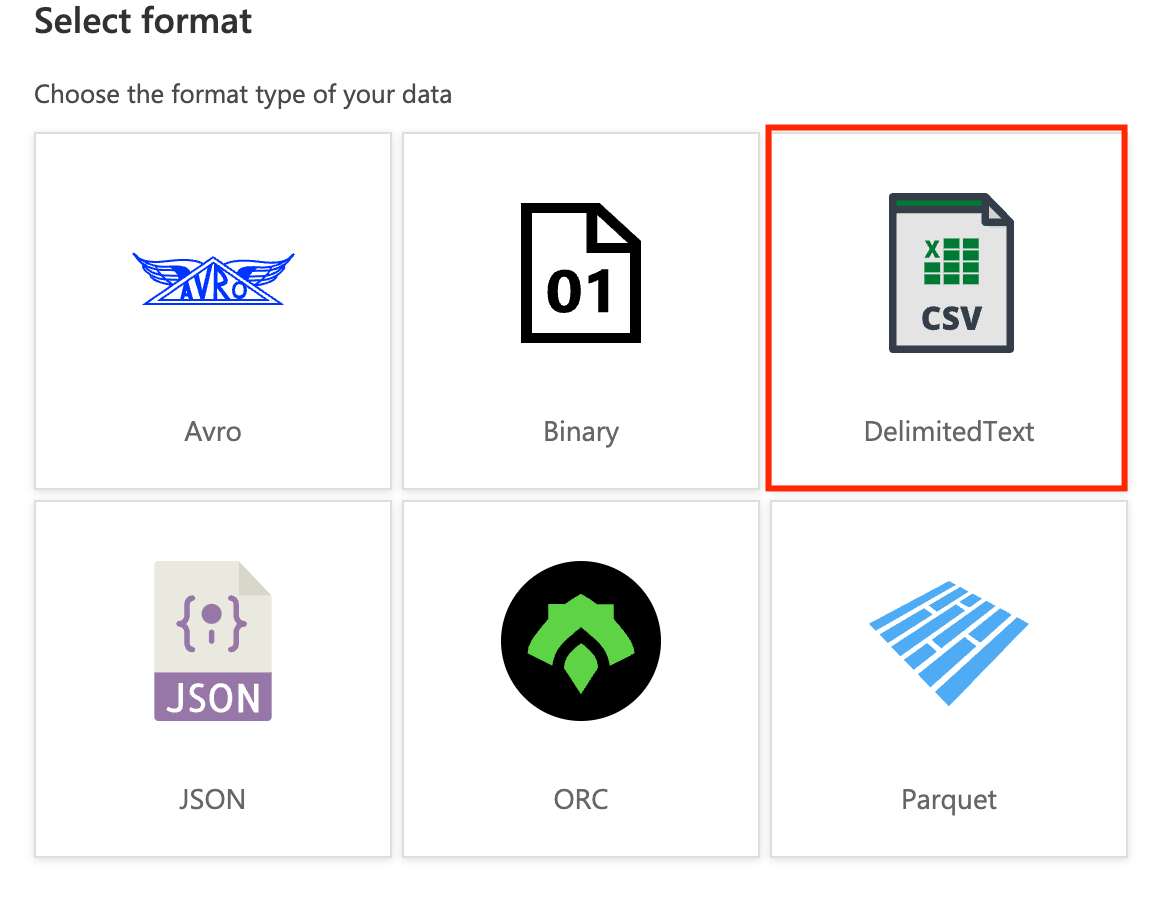 Select format
Choose the format type of your data
AVRO
01
X
CSV
Avro
Binary
DelimitedText
{ }
JSON
JSON
ORC
Parquet